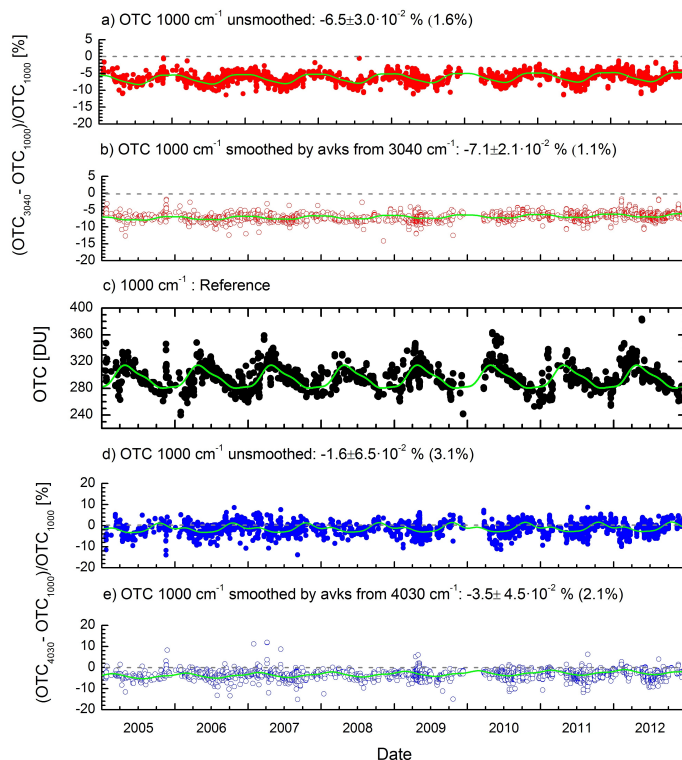 a) OTC 1000 cm⁻¹ unsmoothed: -6.5±3.0·10⁻² % (1.6%)
5
0
-5
-10
-15
-20
b) OTC 1000 cm⁻¹ smoothed by avks from 3040 cm⁻¹: -7.1±2.1·10⁻² % (1.1%)
5
0
-5
-10
-15
-20
(OTC₃₀₄₀- OTC₁₀₀₀)/OTC₁₀₀₀ [%]
c) 1000 cm⁻¹ : Reference
400
360
320
280
240
OTC [DU]
d) OTC 1000 cm⁻¹ unsmoothed: -1.6±6.5·10⁻² % (3.1%)
20
10
0
-10
-20
e) OTC 1000 cm⁻¹ smoothed by avks from 4030 cm⁻¹: -3.5± 4.5·10⁻² % (2.1%)
20
10
0
-10
-20
(OTC₄₀₃₀- OTC₁₀₀₀)/OTC₁₀₀₀ [%]
2005 2006 2007 2008 2009 2010 2011 2012
Date